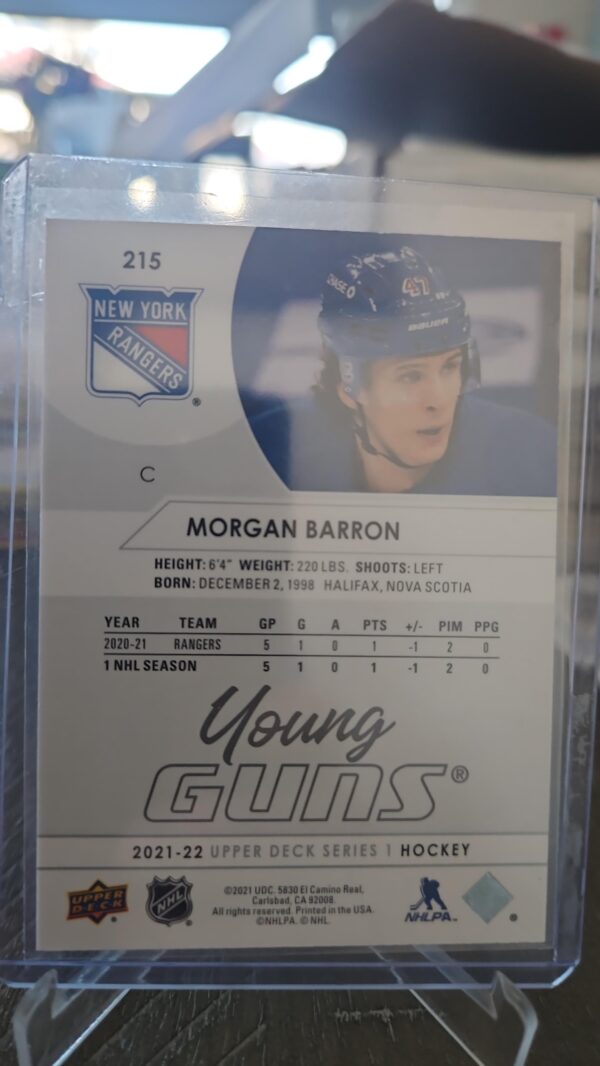 215
NEW YORK
RANGERS
®
47
BAUER
C
MORGAN BARRON
HEIGHT: 6'4" WEIGHT: 220 LBS. SHOOTS: LEFT
BORN: DECEMBER 2, 1998 HALIFAX, NOVA SCOTIA
YEAR TEAM GP G A PTS +/- PIM PPG
2020-21 RANGERS 5 1 0 1 -1 2 0
1 NHL SEASON 5 1 0 1 -1 2 0
Young
GUNS®
2021-22 UPPER DECK SERIES 1 HOCKEY
UPPER
DECK
NHL
©2021 UDC. 5830 El Camino Real,
Carlsbad, CA 92008.
All rights reserved. Printed in the USA.
©NHLPA. © NHL.
NHLPA™
®